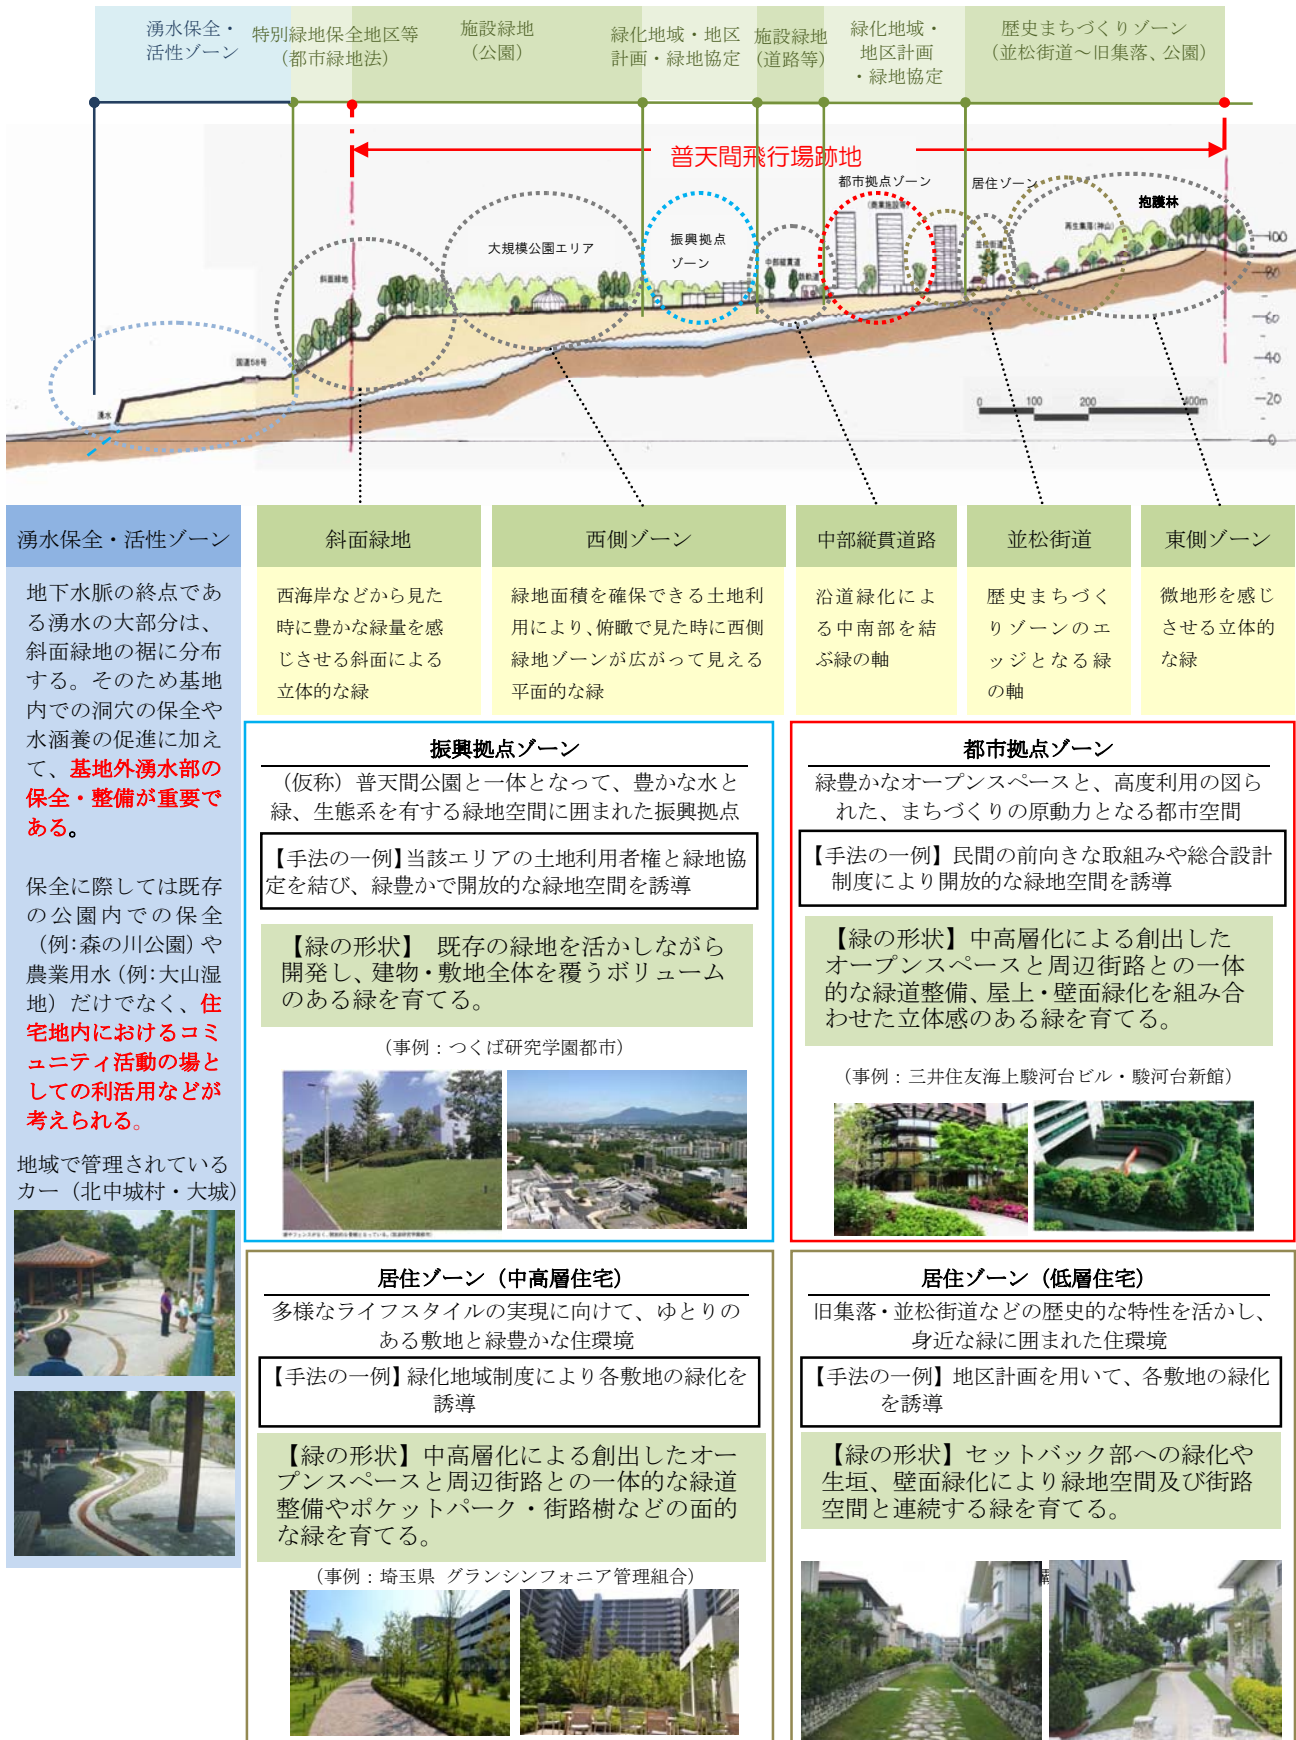 湧水保全・
活性ゾーン
特別緑地保全地区等
（都市緑地法）
施設緑地
（公園）
緑化地域・地区
計画・緑地協定
施設緑地
（道路等）
緑化地域・
地区計画
・緑地協定
歴史まちづくりゾーン
（並松街道～旧集落、公園）
普天間飛行場跡地
都市拠点ゾーン
（商業施設等）
居住ゾーン
抱護林
大規模公園エリア
振興拠点
ゾーン
斜面緑地
中部縦貫道
並松街道
再生集落（神山）
国道58号
湧水
100
80
60
40
20
0
0 100 200 400m
湧水保全・活性ゾーン
地下水脈の終点であ
る湧水の大部分は、
斜面緑地の裾に分布
する。そのため基地
内での洞穴の保全や
水涵養の促進に加え
て、基地外湧水部の
保全・整備が重要で
ある。
保全に際しては既存
の公園内での保全
（例：森の川公園）や
農業用水（例：大山湿
地）だけでなく、住
宅地内におけるコミ
ュニティ活動の場と
しての利活用などが
考えられる。
地域で管理されている
カー（北中城村・大城）
斜面緑地
西海岸などから見た
時に豊かな緑量を感
じさせる斜面による
立体的な緑
西側ゾーン
緑地面積を確保できる土地利
用により、俯瞰で見た時に西側
緑地ゾーンが広がって見える
平面的な緑
中部縦貫道路
沿道緑化によ
る中南部を結
ぶ緑の軸
並松街道
歴史まちづく
りゾーンのエ
ッジとなる緑
の軸
東側ゾーン
微地形を感じ
させる立体的
な緑
振興拠点ゾーン
（仮称）普天間公園と一体となって、豊かな水と
緑、生態系を有する緑地空間に囲まれた振興拠点
【手法の一例】当該エリアの土地利用者権と緑地協
定を結び、緑豊かで開放的な緑地空間を誘導
【緑の形状】 既存の緑地を活かしながら
開発し、建物・敷地全体を覆うボリューム
のある緑を育てる。
（事例：つくば研究学園都市）
都市拠点ゾーン
緑豊かなオープンスペースと、高度利用の図ら
れた、まちづくりの原動力となる都市空間
【手法の一例】民間の前向きな取組みや総合設計
制度により開放的な緑地空間を誘導
【緑の形状】中高層化による創出した
オープンスペースと周辺街路との一体
的な緑道整備、屋上・壁面緑化を組み合
わせた立体感のある緑を育てる。
（事例：三井住友海上駿河台ビル・駿河台新館）
居住ゾーン（中高層住宅）
多様なライフスタイルの実現に向けて、ゆとりの
ある敷地と緑豊かな住環境
【手法の一例】緑化地域制度により各敷地の緑化を
誘導
【緑の形状】中高層化による創出したオー
プンスペースと周辺街路との一体的な緑道
整備やポケットパーク・街路樹などの面的
な緑を育てる。
（事例：埼玉県 グランシンフォニア管理組合）
居住ゾーン（低層住宅）
旧集落・並松街道などの歴史的な特性を活かし、
身近な緑に囲まれた住環境
【手法の一例】地区計画を用いて、各敷地の緑化
を誘導
【緑の形状】セットバック部への緑化や
生垣、壁面緑化により緑地空間及び街路
空間と連続する緑を育てる。